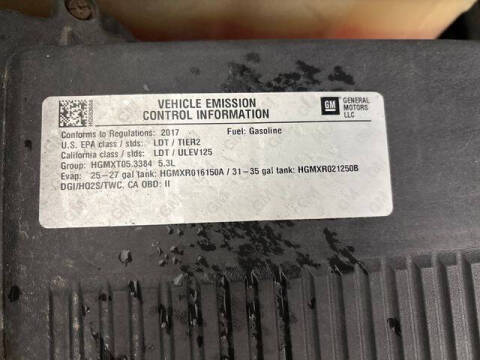 VEHICLE EMISSION
CONTROL INFORMATION
GM
GENERAL
MOTORS
LLC
Conforms to Regulations: 2017 Fuel: Gasoline
U.S. EPA class / stds: LDT / TIER2
California class / stds: LDT / ULEV125
Group: HGMXT05.3384 5.3L
Evap: 25-27 gal tank: HGMXR016150A / 31-35 gal tank: HGMXR021250B
DGI/HO2S/TWC. CA OBD: II